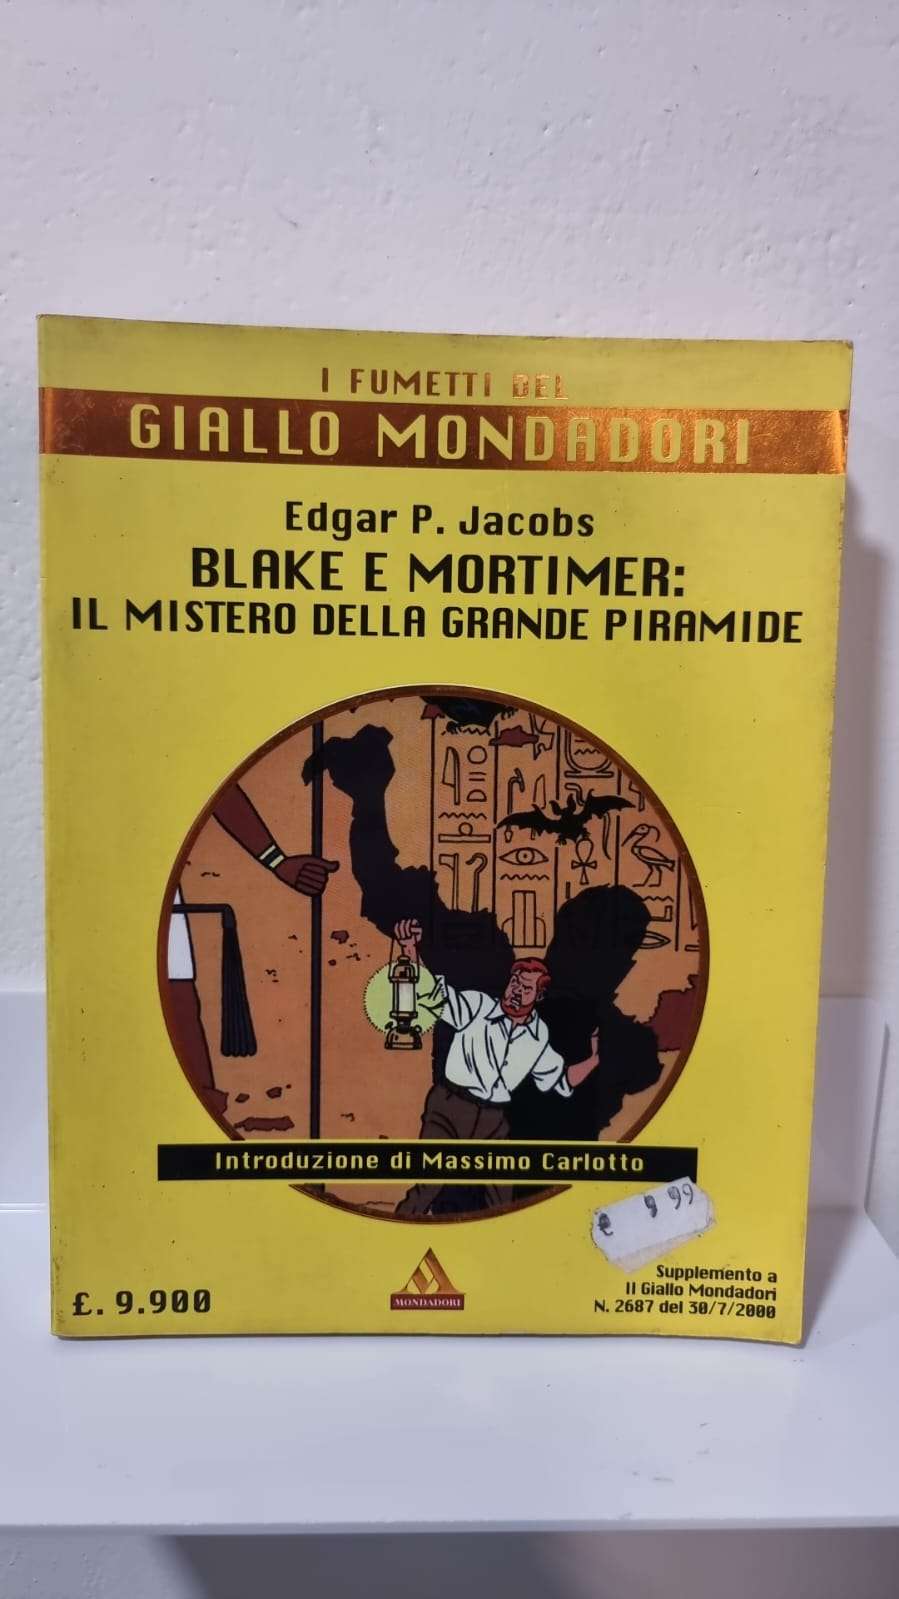 I FUMETTI DEL
GIALLO MONDADORI
Edgar P. Jacobs
BLAKE E MORTIMER:
IL MISTERO DELLA GRANDE PIRAMIDE
Introduzione di Massimo Carlotto
€ 9 99
Supplemento a
Il Giallo Mondadori
N. 2687 del 30/7/2000
MONDADORI
£. 9.900